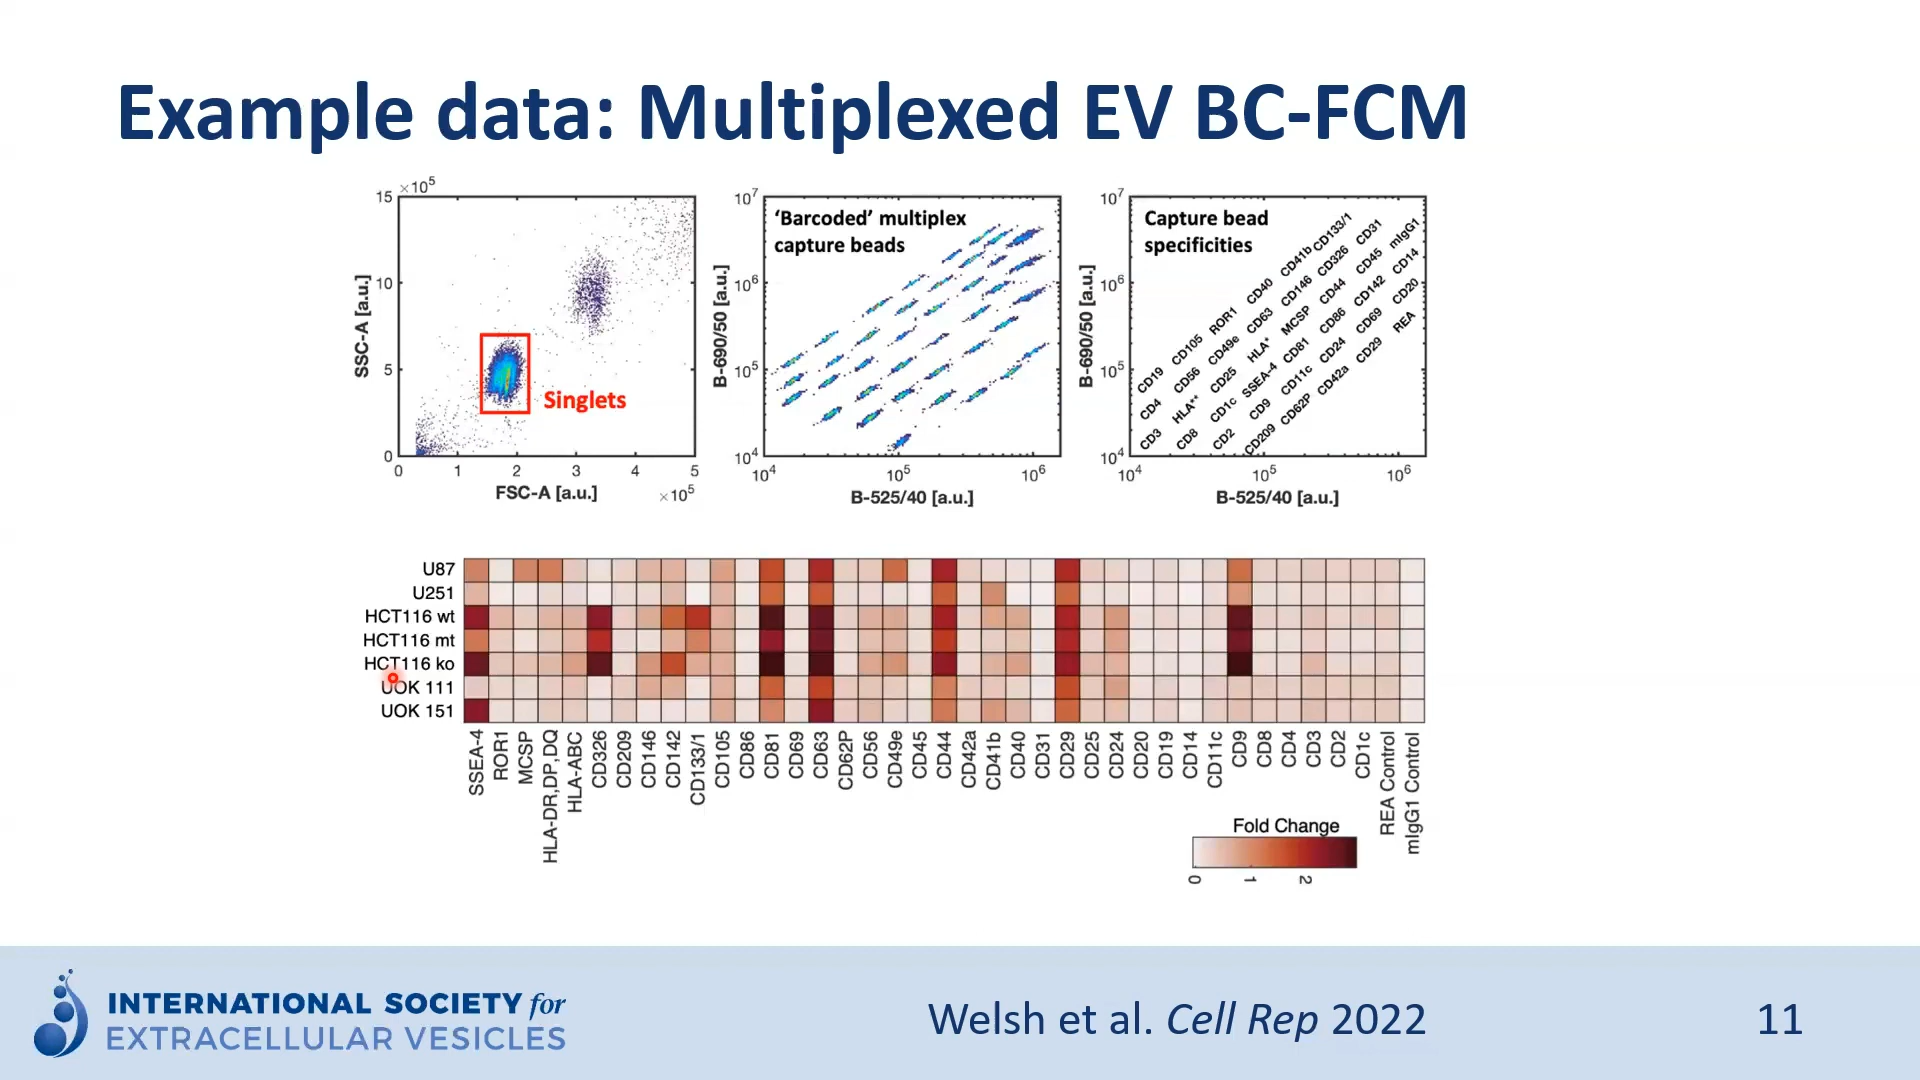 Example data: Multiplexed EV BC-FCM
15
×10⁵
10
5
0
SSC-A [a.u.]
Singlets
0 1 2 3 4 5
FSC-A [a.u.]
×10⁵
10⁷
10⁶
10⁵
10⁴
B-690/50 [a.u.]
‘Barcoded’ multiplex
capture beads
10⁴ 10⁵ 10⁶
B-525/40 [a.u.]
10⁷
10⁶
10⁵
10⁴
B-690/50 [a.u.]
Capture bead
specificities
CD19 CD105 ROR1 CD40 CD41b CD133/1
CD4 CD56 CD49e CD63 CD146 CD326 CD31
CD3 HLA** CD25 HLA* MCSP CD44 CD45 mIgG1
CD8 CD1c SSEA-4 CD81 CD86 CD142 CD14
CD2 CD9 CD11c CD24 CD69 CD20
CD209 CD62P CD42a CD29 REA
10⁴ 10⁵ 10⁶
B-525/40 [a.u.]
U87
U251
HCT116 wt
HCT116 mt
HCT116 ko
UOK 111
UOK 151
SSEA-4
ROR1
MCSP
HLA-DR,DP,DQ
HLA-ABC
CD326
CD209
CD146
CD142
CD133/1
CD105
CD86
CD81
CD69
CD63
CD62P
CD56
CD49e
CD45
CD44
CD42a
CD41b
CD40
CD31
CD29
CD25
CD24
CD20
CD19
CD14
CD11c
CD9
CD8
CD4
CD3
CD2
CD1c
REA Control
mIgG1 Control
Fold Change
0 1 2
INTERNATIONAL SOCIETY for
EXTRACELLULAR VESICLES
Welsh et al. Cell Rep 2022
11